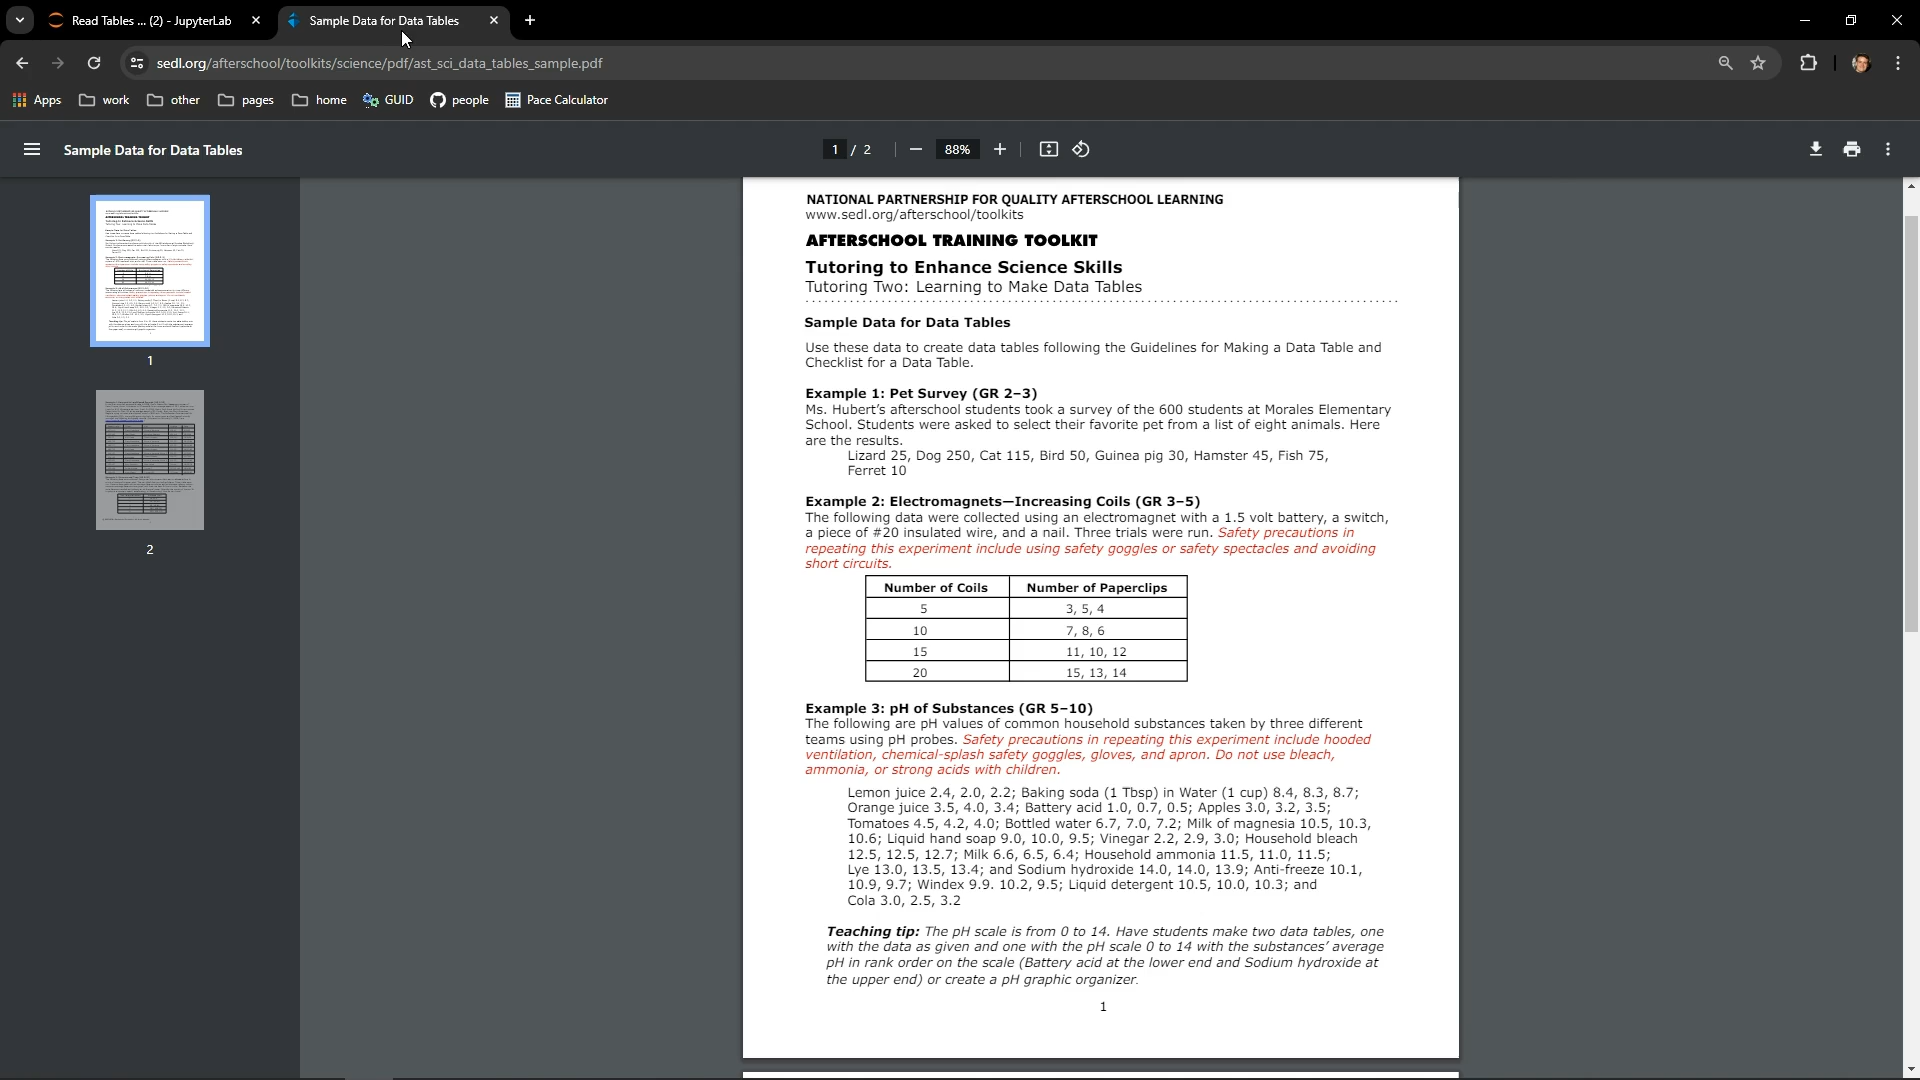 Read Tables ... (2) - JupyterLab
Sample Data for Data Tables
sedl.org/afterschool/toolkits/science/pdf/ast_sci_data_tables_sample.pdf
Apps
work
other
pages
home
GUID
people
Pace Calculator
Sample Data for Data Tables
1 / 2
88%
1
2
NATIONAL PARTNERSHIP FOR QUALITY AFTERSCHOOL LEARNING
www.sedl.org/afterschool/toolkits
AFTERSCHOOL TRAINING TOOLKIT
Tutoring to Enhance Science Skills
Tutoring Two: Learning to Make Data Tables
Sample Data for Data Tables
Use these data to create data tables following the Guidelines for Making a Data Table and
Checklist for a Data Table.
Example 1: Pet Survey (GR 2–3)
Ms. Hubert's afterschool students took a survey of the 600 students at Morales Elementary
School. Students were asked to select their favorite pet from a list of eight animals. Here
are the results.
Lizard 25, Dog 250, Cat 115, Bird 50, Guinea pig 30, Hamster 45, Fish 75,
Ferret 10
Example 2: Electromagnets—Increasing Coils (GR 3–5)
The following data were collected using an electromagnet with a 1.5 volt battery, a switch,
a piece of #20 insulated wire, and a nail. Three trials were run. Safety precautions in
repeating this experiment include using safety goggles or safety spectacles and avoiding
short circuits.
Number of Coils Number of Paperclips
5 3, 5, 4
10 7, 8, 6
15 11, 10, 12
20 15, 13, 14
Example 3: pH of Substances (GR 5–10)
The following are pH values of common household substances taken by three different
teams using pH probes. Safety precautions in repeating this experiment include hooded
ventilation, chemical-splash safety goggles, gloves, and apron. Do not use bleach,
ammonia, or strong acids with children.
Lemon juice 2.4, 2.0, 2.2; Baking soda (1 Tbsp) in Water (1 cup) 8.4, 8.3, 8.7;
Orange juice 3.5, 4.0, 3.4; Battery acid 1.0, 0.7, 0.5; Apples 3.0, 3.2, 3.5;
Tomatoes 4.5, 4.2, 4.0; Bottled water 6.7, 7.0, 7.2; Milk of magnesia 10.5, 10.3,
10.6; Liquid hand soap 9.0, 10.0, 9.5; Vinegar 2.2, 2.9, 3.0; Household bleach
12.5, 12.5, 12.7; Milk 6.6, 6.5, 6.4; Household ammonia 11.5, 11.0, 11.5;
Lye 13.0, 13.5, 13.4; and Sodium hydroxide 14.0, 14.0, 13.9; Anti-freeze 10.1,
10.9, 9.7; Windex 9.9. 10.2, 9.5; Liquid detergent 10.5, 10.0, 10.3; and
Cola 3.0, 2.5, 3.2
Teaching tip: The pH scale is from 0 to 14. Have students make two data tables, one
with the data as given and one with the pH scale 0 to 14 with the substances' average
pH in rank order on the scale (Battery acid at the lower end and Sodium hydroxide at
the upper end) or create a pH graphic organizer.
1